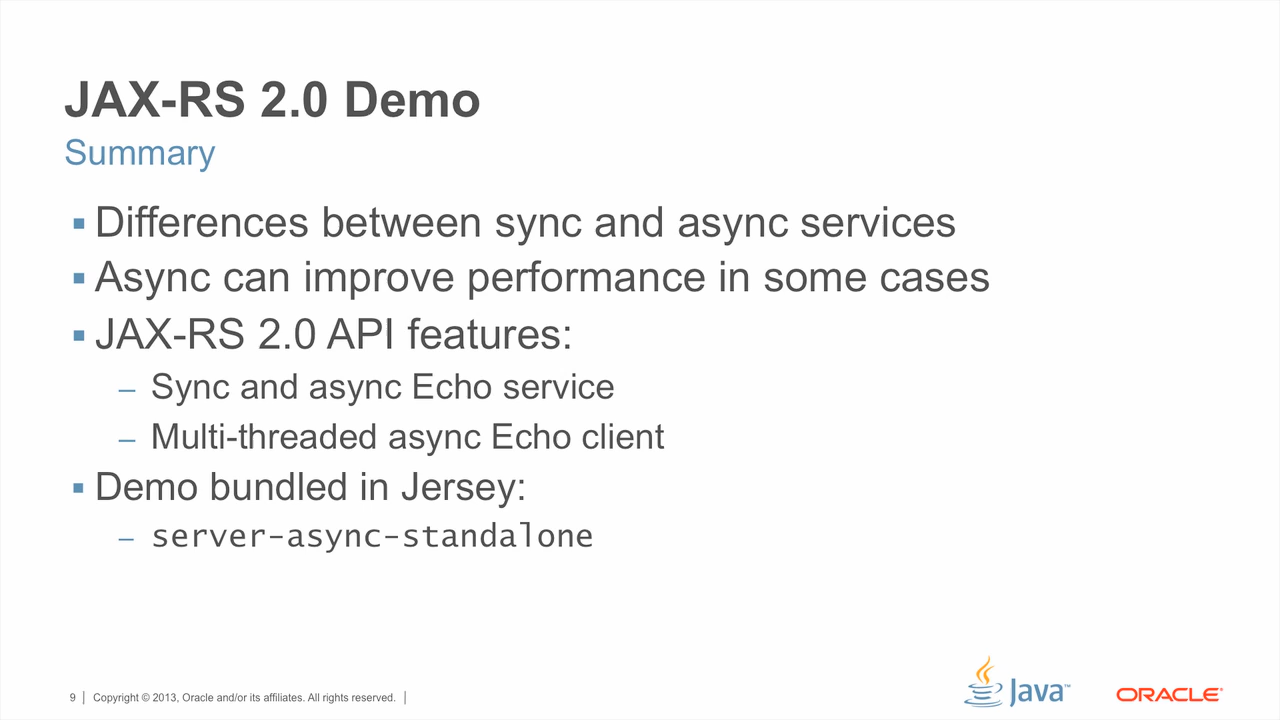 JAX-RS 2.0 Demo
Summary
▪ Differences between sync and async services
▪ Async can improve performance in some cases
▪ JAX-RS 2.0 API features:
– Sync and async Echo service
– Multi-threaded async Echo client
▪ Demo bundled in Jersey:
– server-async-standalone
9 | Copyright © 2013, Oracle and/or its affiliates. All rights reserved. |
Java™
ORACLE®